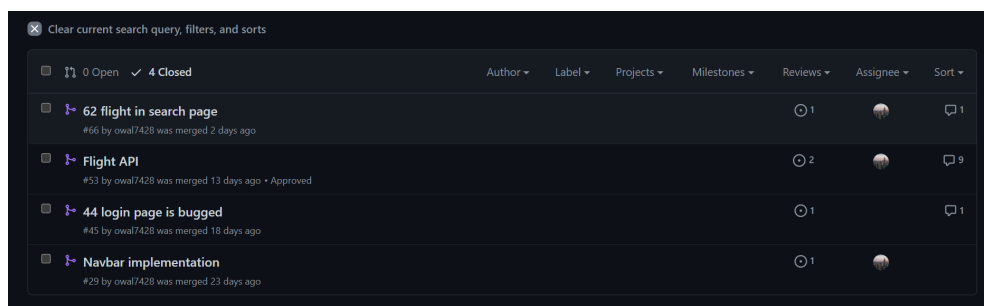 Clear current search query, filters, and sorts
0 Open 4 Closed Author Label Projects Milestones Reviews Assignee Sort
62 flight in search page 1 1
#66 by owal7428 was merged 2 days ago
Flight API 2 9
#53 by owal7428 was merged 13 days ago • Approved
44 login page is bugged 1 1
#45 by owal7428 was merged 18 days ago
Navbar implementation 1
#29 by owal7428 was merged 23 days ago